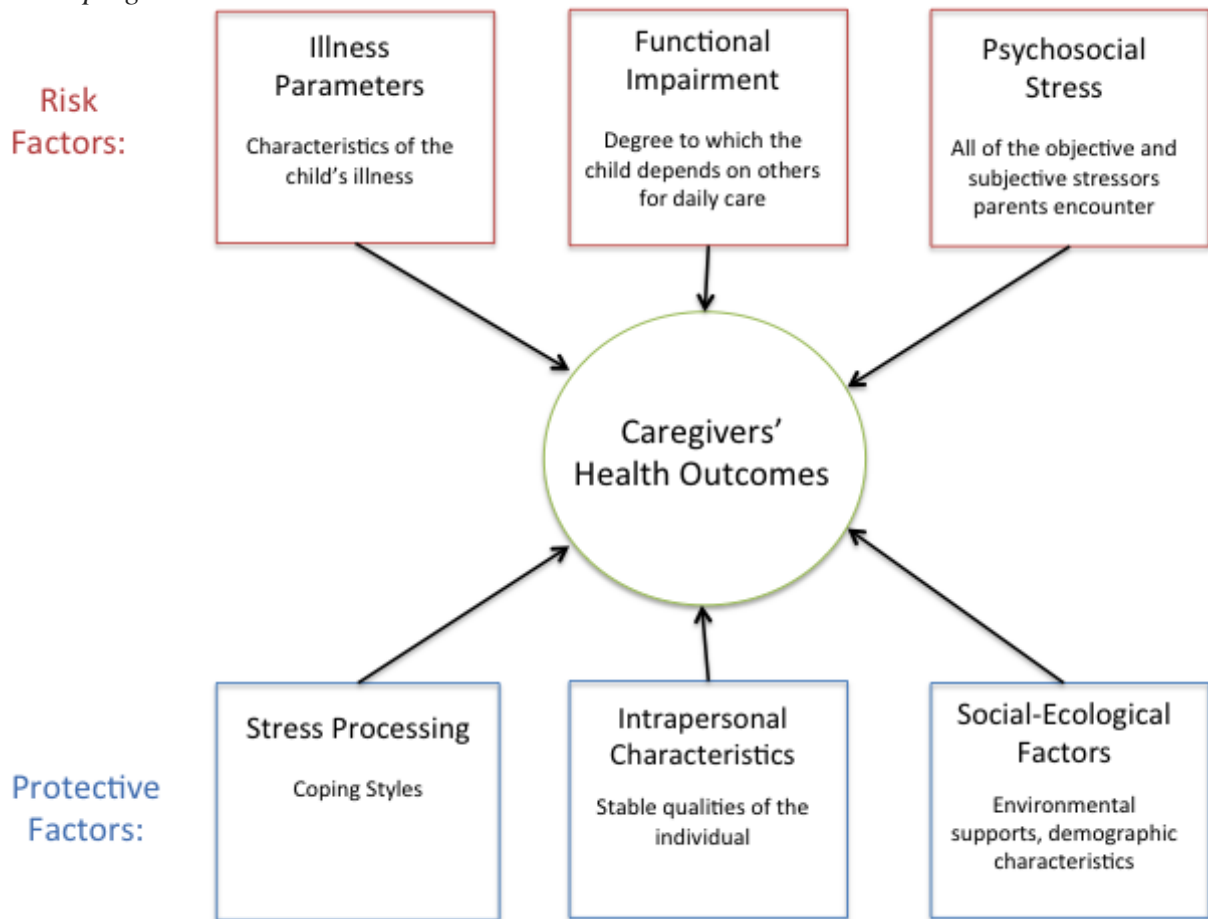 Risk
Factors:
Illness
Parameters
Characteristics of the
child's illness
Functional
Impairment
Degree to which the
child depends on others
for daily care
Psychosocial
Stress
All of the objective and
subjective stressors
parents encounter
Caregivers'
Health Outcomes
Protective
Factors:
Stress Processing
Coping Styles
Intrapersonal
Characteristics
Stable qualities of the
individual
Social-Ecological
Factors
Environmental
supports, demographic
characteristics